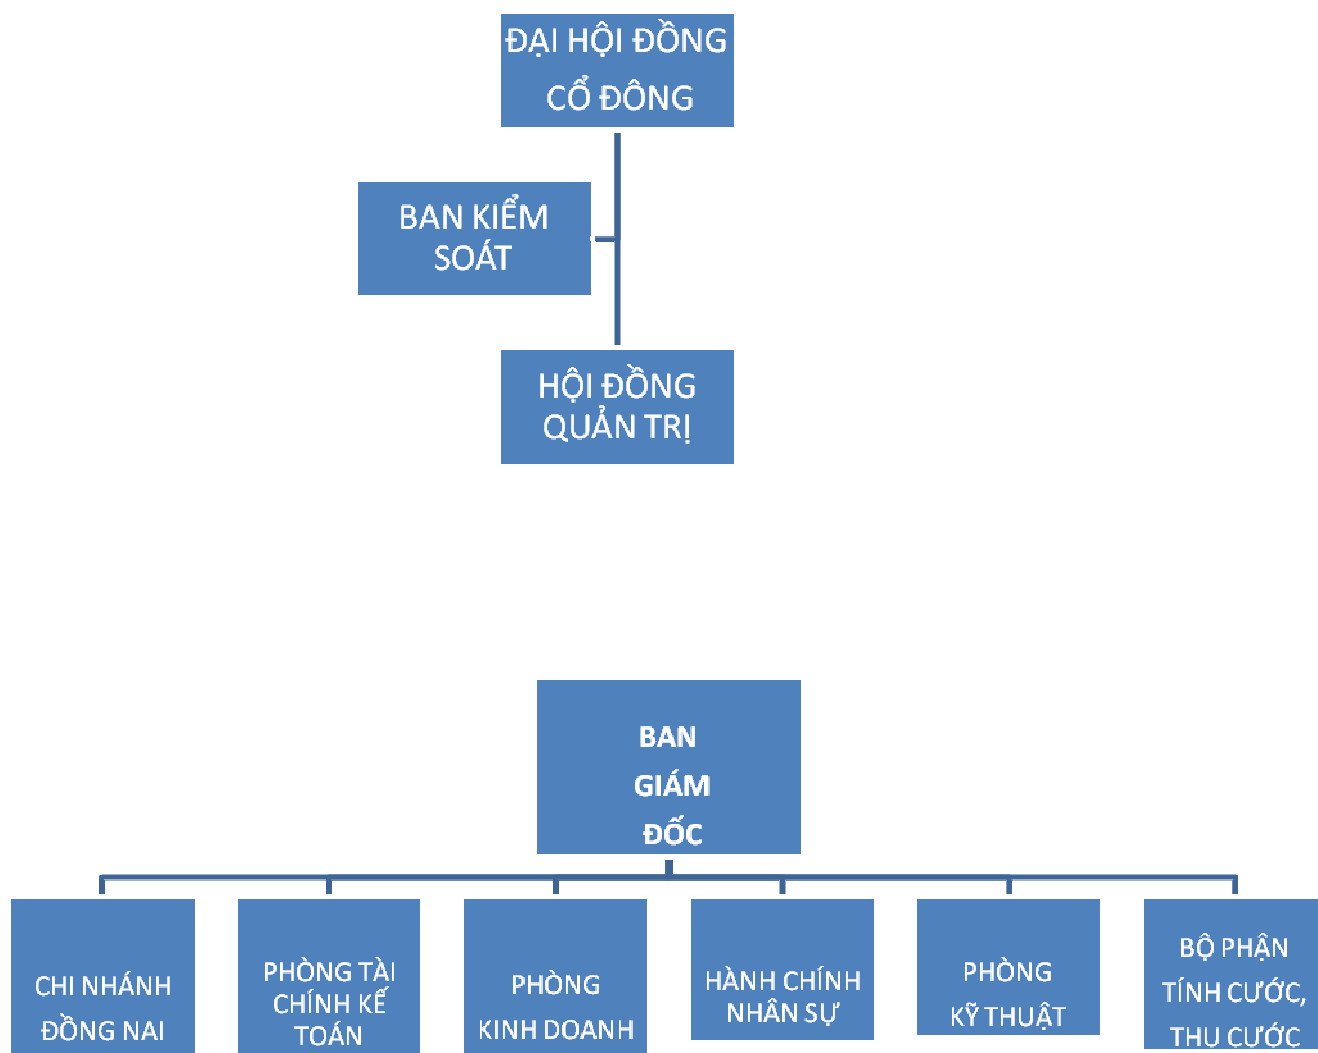 ĐẠI HỘI ĐỒNG
CỔ ĐÔNG
BAN KIỂM
SOÁT
HỘI ĐỒNG
QUẢN TRỊ
BAN
GIÁM
ĐỐC
CHI NHÁNH
ĐỒNG NAI
PHÒNG TÀI
CHÍNH KẾ
TOÁN
PHÒNG
KINH DOANH
HÀNH CHÍNH
NHÂN SỰ
PHÒNG
KỸ THUẬT
BỘ PHẬN
TÍNH CƯỚC,
THU CƯỚC